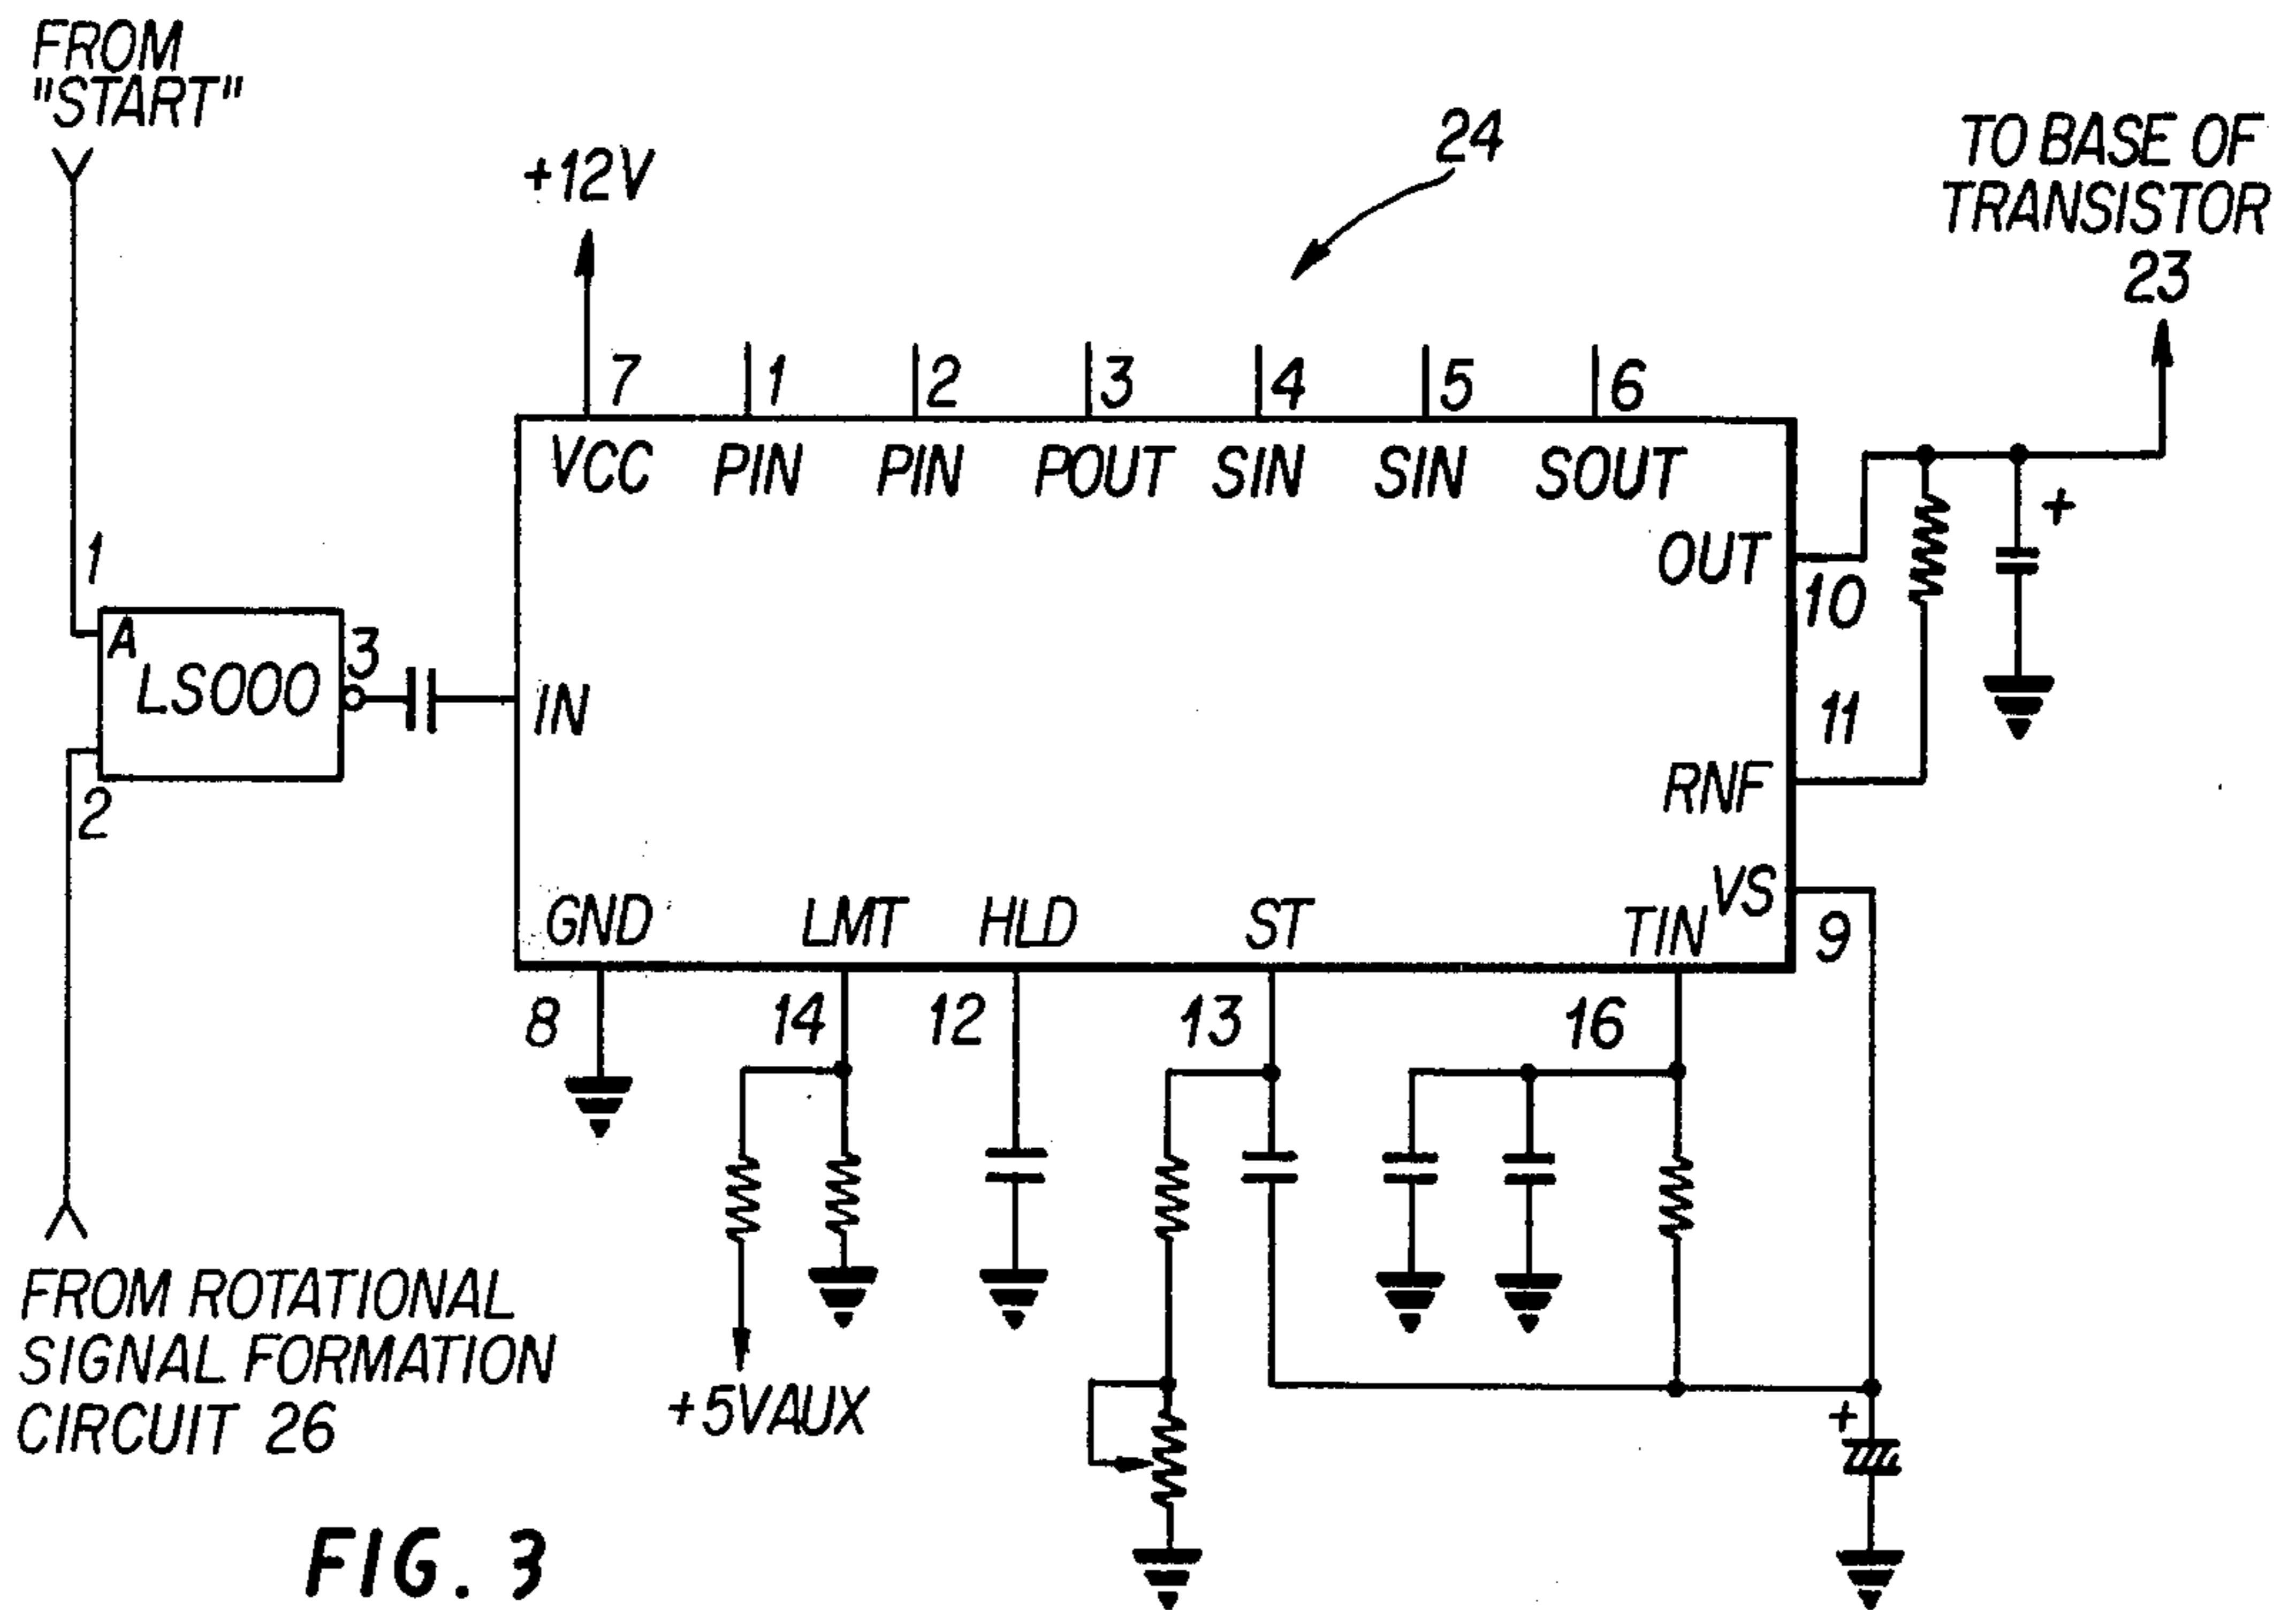 FROM
"START"
+12V
24
TO BASE OF
TRANSISTOR
23
7
1
2
3
4
5
6
VCC
PIN
PIN
POUT
SIN
SIN
SOUT
OUT
10
1
A
LS000
3
2
IN
11
RNF
VS
9
GND
LMT
HLD
ST
TIN
8
14
12
13
16
+
+5VAUX
+
FROM ROTATIONAL
SIGNAL FORMATION
CIRCUIT 26
FIG. 3